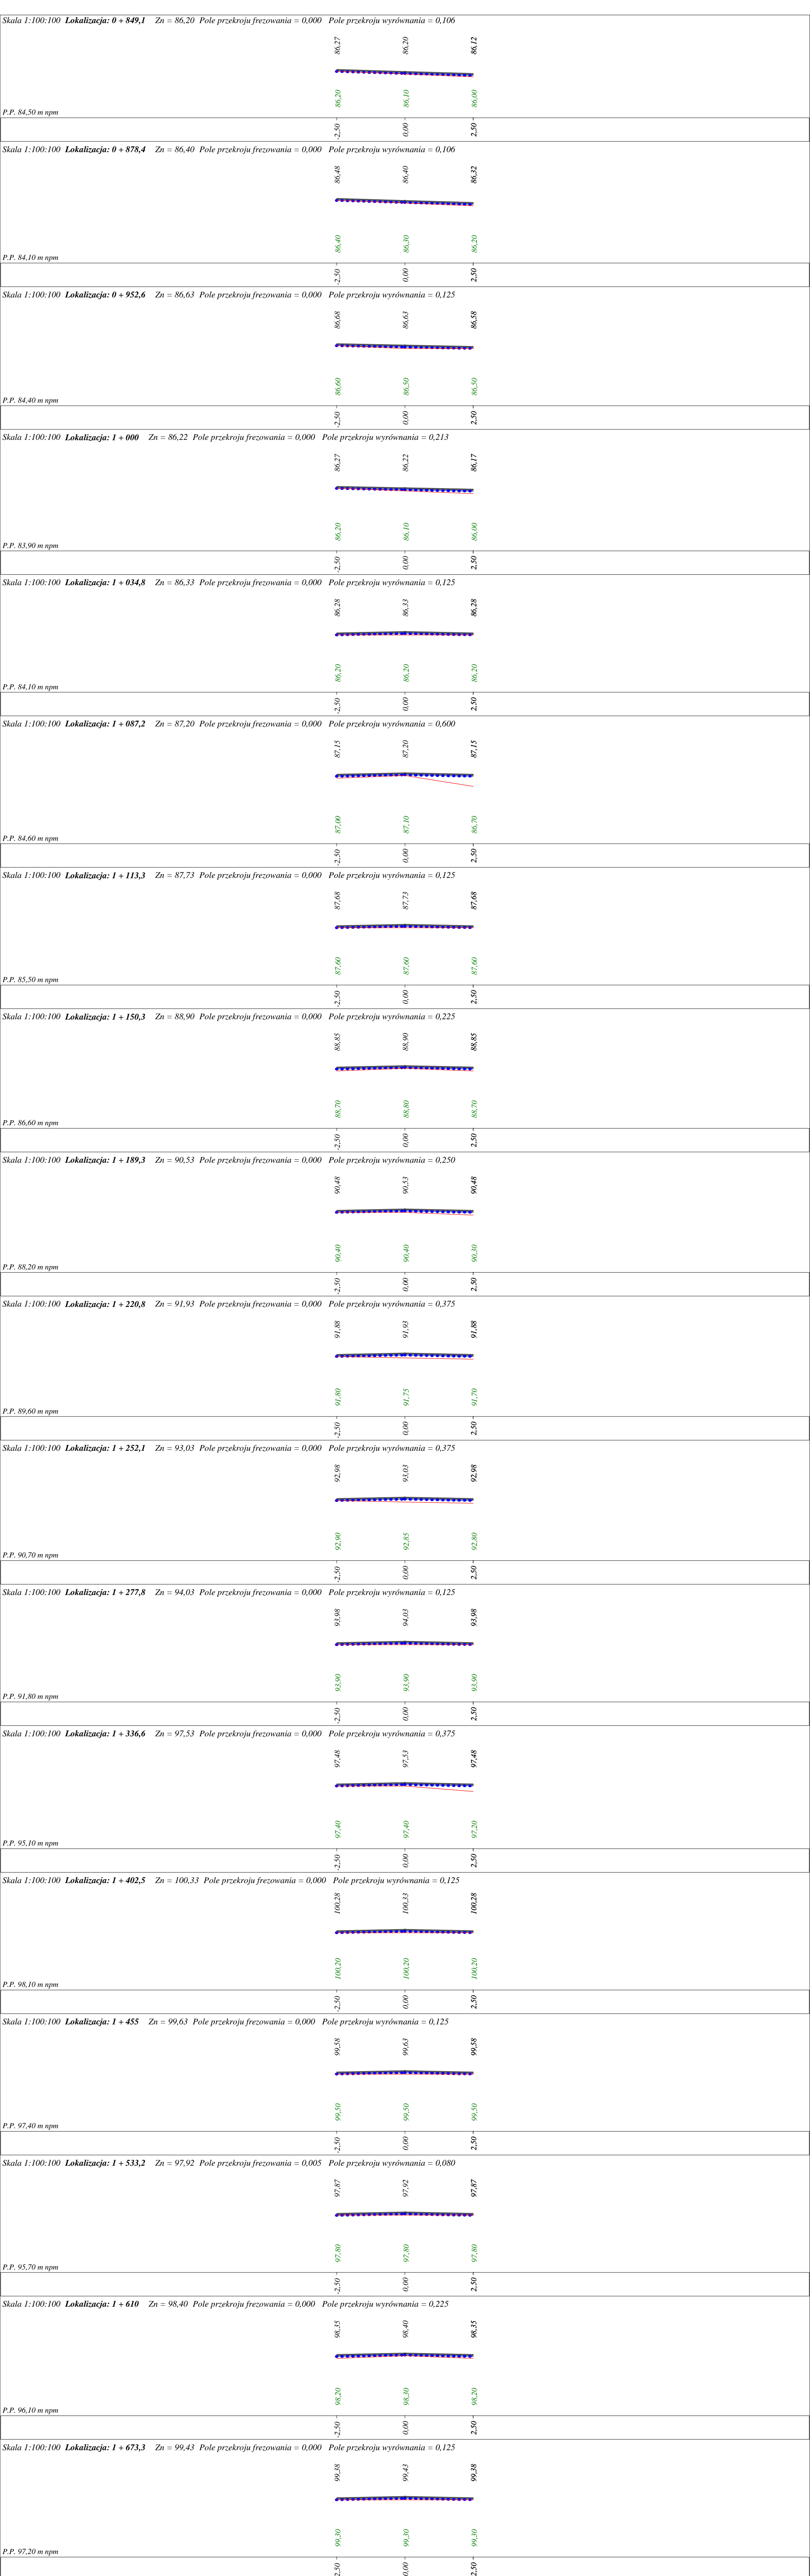 Skala 1:100:100 Lokalizacja: 0 + 849,1 Zn = 86,20 Pole przekroju frezowania = 0,000 Pole przekroju wyrównania = 0,106
86,27 86,20 86,12
86,20 86,10 86,00
P.P. 84,50 m npm
-2,50 0,00 2,50
Skala 1:100:100 Lokalizacja: 0 + 878,4 Zn = 86,40 Pole przekroju frezowania = 0,000 Pole przekroju wyrównania = 0,106
86,48 86,40 86,32
86,40 86,30 86,20
P.P. 84,10 m npm
-2,50 0,00 2,50
Skala 1:100:100 Lokalizacja: 0 + 952,6 Zn = 86,63 Pole przekroju frezowania = 0,000 Pole przekroju wyrównania = 0,125
86,68 86,63 86,58
86,60 86,50 86,50
P.P. 84,40 m npm
-2,50 0,00 2,50
Skala 1:100:100 Lokalizacja: 1 + 000 Zn = 86,22 Pole przekroju frezowania = 0,000 Pole przekroju wyrównania = 0,213
86,27 86,22 86,17
86,20 86,10 86,00
P.P. 83,90 m npm
-2,50 0,00 2,50
Skala 1:100:100 Lokalizacja: 1 + 034,8 Zn = 86,33 Pole przekroju frezowania = 0,000 Pole przekroju wyrównania = 0,125
86,28 86,33 86,28
86,20 86,20 86,20
P.P. 84,10 m npm
-2,50 0,00 2,50
Skala 1:100:100 Lokalizacja: 1 + 087,2 Zn = 87,20 Pole przekroju frezowania = 0,000 Pole przekroju wyrównania = 0,600
87,15 87,20 87,15
87,00 87,10 86,70
P.P. 84,60 m npm
-2,50 0,00 2,50
Skala 1:100:100 Lokalizacja: 1 + 113,3 Zn = 87,73 Pole przekroju frezowania = 0,000 Pole przekroju wyrównania = 0,125
87,68 87,73 87,68
87,60 87,60 87,60
P.P. 85,50 m npm
-2,50 0,00 2,50
Skala 1:100:100 Lokalizacja: 1 + 150,3 Zn = 88,90 Pole przekroju frezowania = 0,000 Pole przekroju wyrównania = 0,225
88,85 88,90 88,85
88,70 88,80 88,70
P.P. 86,60 m npm
-2,50 0,00 2,50
Skala 1:100:100 Lokalizacja: 1 + 189,3 Zn = 90,53 Pole przekroju frezowania = 0,000 Pole przekroju wyrównania = 0,250
90,48 90,53 90,48
90,40 90,40 90,30
P.P. 88,20 m npm
-2,50 0,00 2,50
Skala 1:100:100 Lokalizacja: 1 + 220,8 Zn = 91,93 Pole przekroju frezowania = 0,000 Pole przekroju wyrównania = 0,375
91,88 91,93 91,88
91,80 91,75 91,70
P.P. 89,60 m npm
-2,50 0,00 2,50
Skala 1:100:100 Lokalizacja: 1 + 252,1 Zn = 93,03 Pole przekroju frezowania = 0,000 Pole przekroju wyrównania = 0,375
92,98 93,03 92,98
92,90 92,85 92,80
P.P. 90,70 m npm
-2,50 0,00 2,50
Skala 1:100:100 Lokalizacja: 1 + 277,8 Zn = 94,03 Pole przekroju frezowania = 0,000 Pole przekroju wyrównania = 0,125
93,98 94,03 93,98
93,90 93,90 93,90
P.P. 91,80 m npm
-2,50 0,00 2,50
Skala 1:100:100 Lokalizacja: 1 + 336,6 Zn = 97,53 Pole przekroju frezowania = 0,000 Pole przekroju wyrównania = 0,375
97,48 97,53 97,48
97,40 97,40 97,20
P.P. 95,10 m npm
-2,50 0,00 2,50
Skala 1:100:100 Lokalizacja: 1 + 402,5 Zn = 100,33 Pole przekroju frezowania = 0,000 Pole przekroju wyrównania = 0,125
100,28 100,33 100,28
100,20 100,20 100,20
P.P. 98,10 m npm
-2,50 0,00 2,50
Skala 1:100:100 Lokalizacja: 1 + 455 Zn = 99,63 Pole przekroju frezowania = 0,000 Pole przekroju wyrównania = 0,125
99,58 99,63 99,58
99,50 99,50 99,50
P.P. 97,40 m npm
-2,50 0,00 2,50
Skala 1:100:100 Lokalizacja: 1 + 533,2 Zn = 97,92 Pole przekroju frezowania = 0,005 Pole przekroju wyrównania = 0,080
97,87 97,92 97,87
97,80 97,80 97,80
P.P. 95,70 m npm
-2,50 0,00 2,50
Skala 1:100:100 Lokalizacja: 1 + 610 Zn = 98,40 Pole przekroju frezowania = 0,000 Pole przekroju wyrównania = 0,225
98,35 98,40 98,35
98,20 98,30 98,20
P.P. 96,10 m npm
-2,50 0,00 2,50
Skala 1:100:100 Lokalizacja: 1 + 673,3 Zn = 99,43 Pole przekroju frezowania = 0,000 Pole przekroju wyrównania = 0,125
99,38 99,43 99,38
99,30 99,30 99,30
P.P. 97,20 m npm
2,50 0,00 2,50